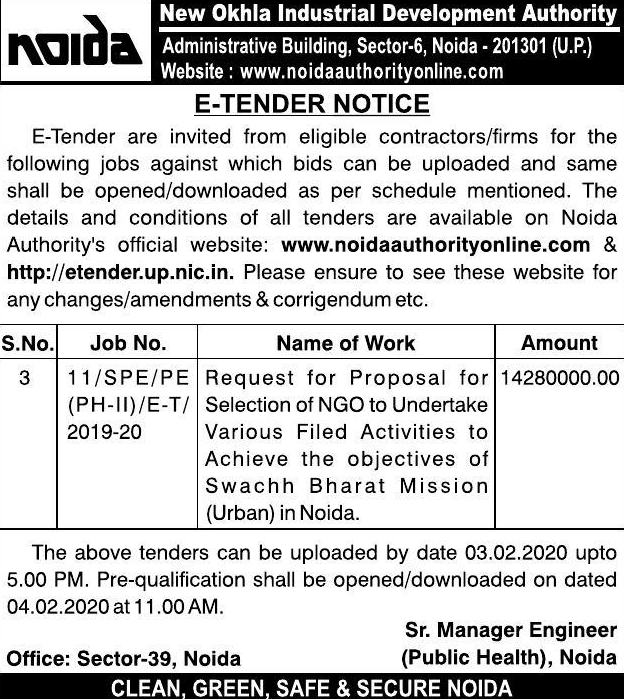 noida
New Okhla Industrial Development Authority
Administrative Building, Sector-6, Noida - 201301 (U.P.)
Website : www.noidaauthorityonline.com
E-TENDER NOTICE
E-Tender are invited from eligible contractors/firms for the
following jobs against which bids can be uploaded and same
shall be opened/downloaded as per schedule mentioned. The
details and conditions of all tenders are available on Noida
Authority's official website: www.noidaauthorityonline.com &
http://etender.up.nic.in. Please ensure to see these website for
any changes/amendments & corrigendum etc.
S.No. Job No. Name of Work Amount
3 11/SPE/PE Request for Proposal for 14280000.00
(PH-II)/E-T/ Selection of NGO to Undertake
2019-20 Various Filed Activities to
Achieve the objectives of
Swachh Bharat Mission
(Urban) in Noida.
The above tenders can be uploaded by date 03.02.2020 upto
5.00 PM. Pre-qualification shall be opened/downloaded on dated
04.02.2020 at 11.00 AM.
Sr. Manager Engineer
Office: Sector-39, Noida (Public Health), Noida
CLEAN, GREEN, SAFE & SECURE NOIDA